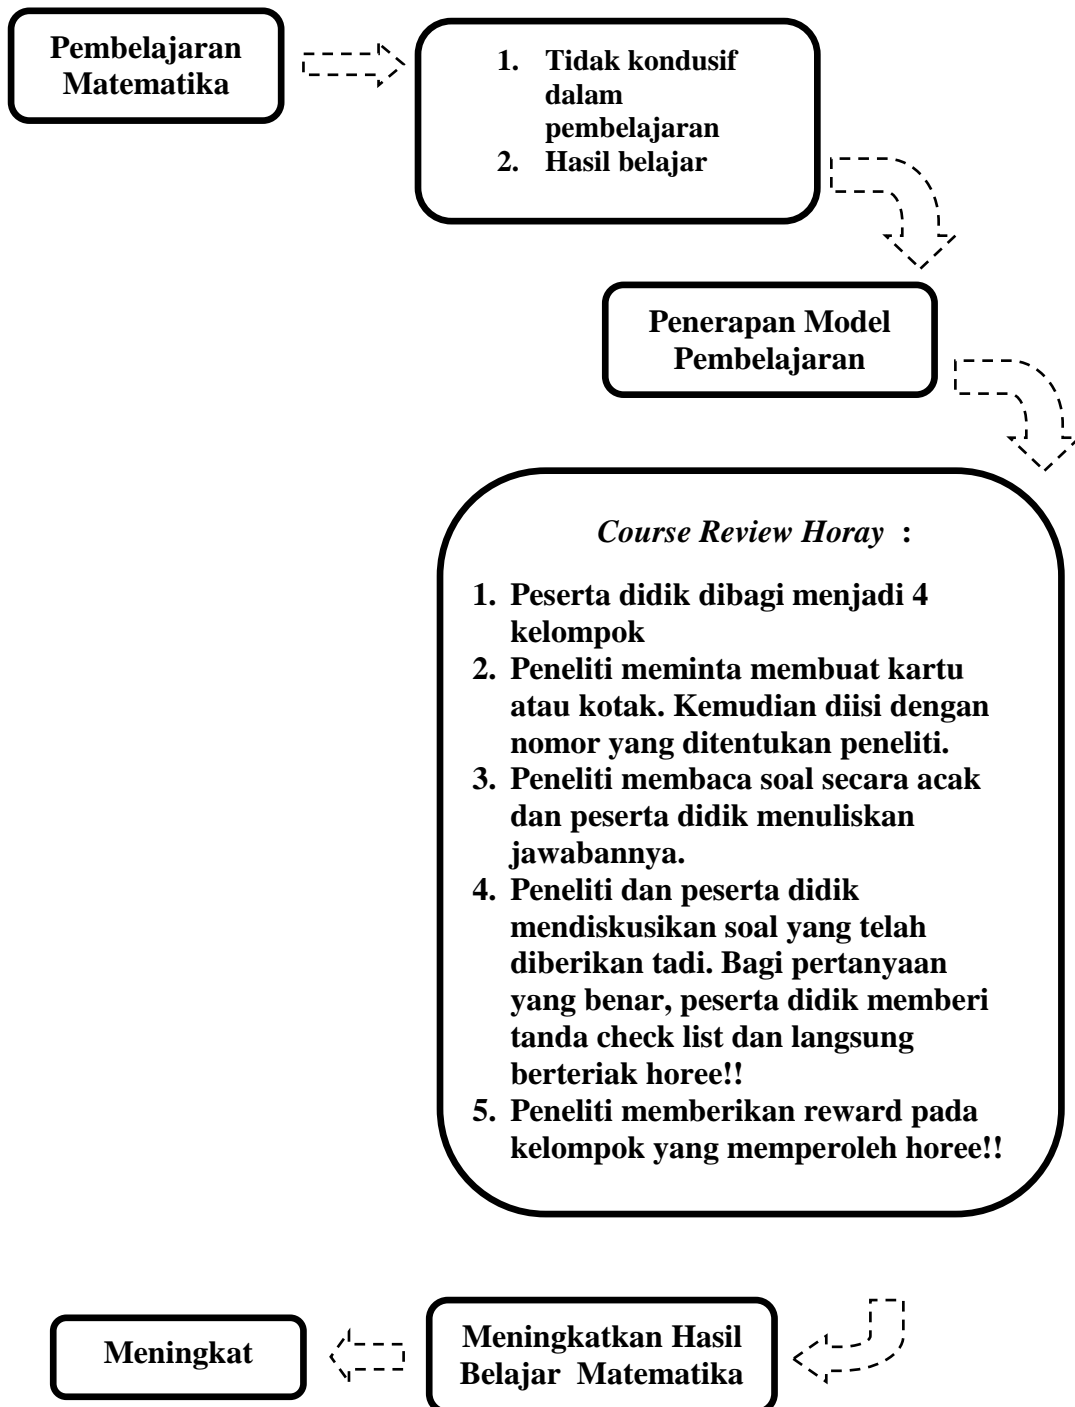 Pembelajaran
Matematika
1. Tidak kondusif
dalam
pembelajaran
2. Hasil belajar
Penerapan Model
Pembelajaran
Course Review Horay :
1. Peserta didik dibagi menjadi 4
kelompok
2. Peneliti meminta membuat kartu
atau kotak. Kemudian diisi dengan
nomor yang ditentukan peneliti.
3. Peneliti membaca soal secara acak
dan peserta didik menuliskan
jawabannya.
4. Peneliti dan peserta didik
mendiskusikan soal yang telah
diberikan tadi. Bagi pertanyaan
yang benar, peserta didik memberi
tanda check list dan langsung
berteriak horee!!
5. Peneliti memberikan reward pada
kelompok yang memperoleh horee!!
Meningkatkan Hasil
Belajar Matematika
Meningkat